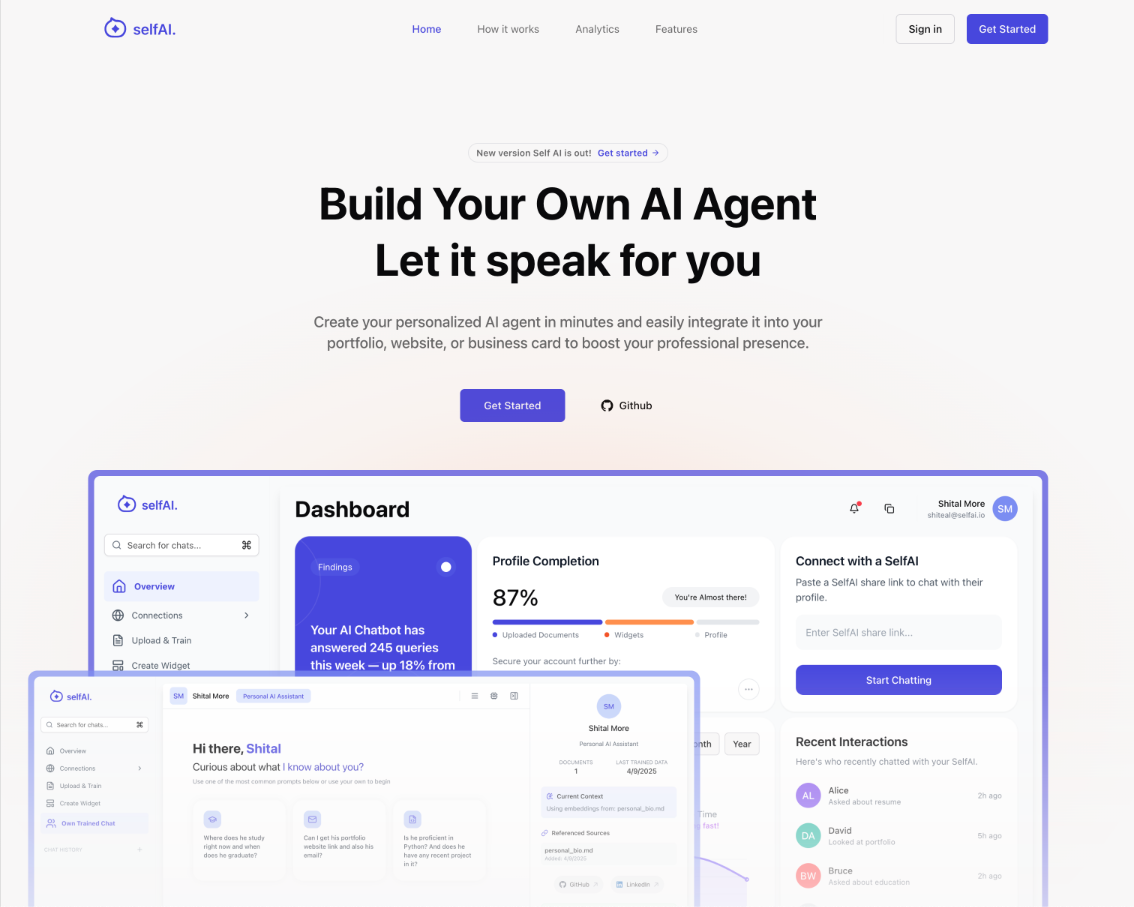 selfAI.
Home
How it works
Analytics
Features
Sign in
Get Started
New version Self AI is out! Get started →
Build Your Own AI Agent
Let it speak for you
Create your personalized AI agent in minutes and easily integrate it into your
portfolio, website, or business card to boost your professional presence.
Get Started
Github
selfAI.
Search for chats...
⌘
Overview
Connections
Upload & Train
Create Widget
Dashboard
Shital More
shiteal@selfai.io
SM
Findings
Your AI Chatbot has
answered 245 queries
this week — up 18% from
Profile Completion
87%
You're Almost there!
Uploaded Documents
Widgets
Profile
Secure your account further by:
Connect with a SelfAI
Paste a SelfAI share link to chat with their
profile.
Enter SelfAI share link...
Start Chatting
onth
Year
Time
fast!
Recent Interactions
Here's who recently chatted with your SelfAI.
AL
Alice
Asked about resume
2h ago
DA
David
Looked at portfolio
5h ago
BW
Bruce
Asked about education
2h ago
selfAI.
Search for chats...
⌘
Overview
Connections
Upload & Train
Create Widget
Own Trained Chat
CHAT HISTORY
+
SM
Shital More
Personal AI Assistant
Hi there, Shital
Curious about what I know about you?
Use one of the most common prompts below or use your own to begin
Where does he study
right now and when
does he graduate?
Can I get his portfolio
website link and also his
email?
Is he proficient in
Python? And does he
have any recent project
in it?
SM
Shital More
Personal AI Assistant
DOCUMENTS
1
LAST TRAINED DATA
4/9/2025
Current Context
Using embeddings from: personal_bio.md
Referenced Sources
personal_bio.md
Added: 4/9/2025
GitHub
LinkedIn